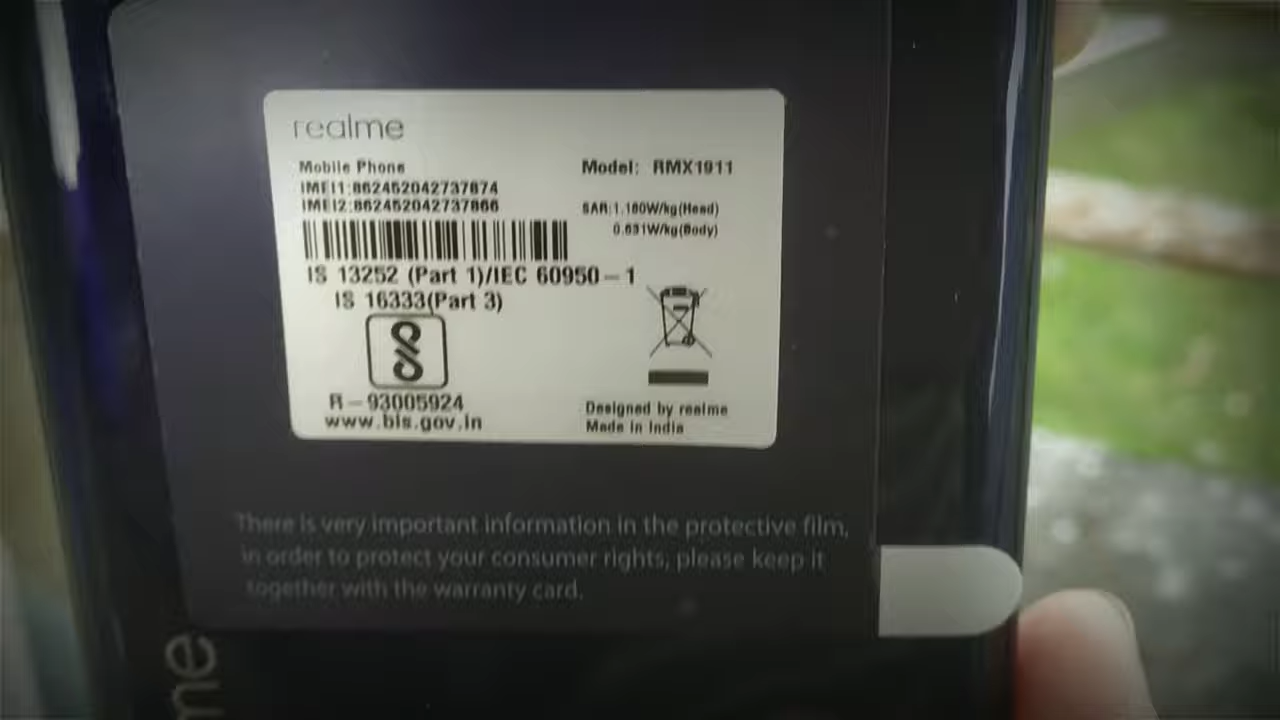 realme
Mobile Phone
Model: RMX1911
IMEI1:862452042737874
IMEI2:862452042737866
SAR:1.160W/kg(Head)
0.631W/kg(Body)
IS 13252 (Part 1)/IEC 60950-1
IS 16333(Part 3)
R-93005924
www.bis.gov.in
Designed by realme
Made in India
There is very important information in the protective film,
in order to protect your consumer rights, please keep it
together with the warranty card.
me